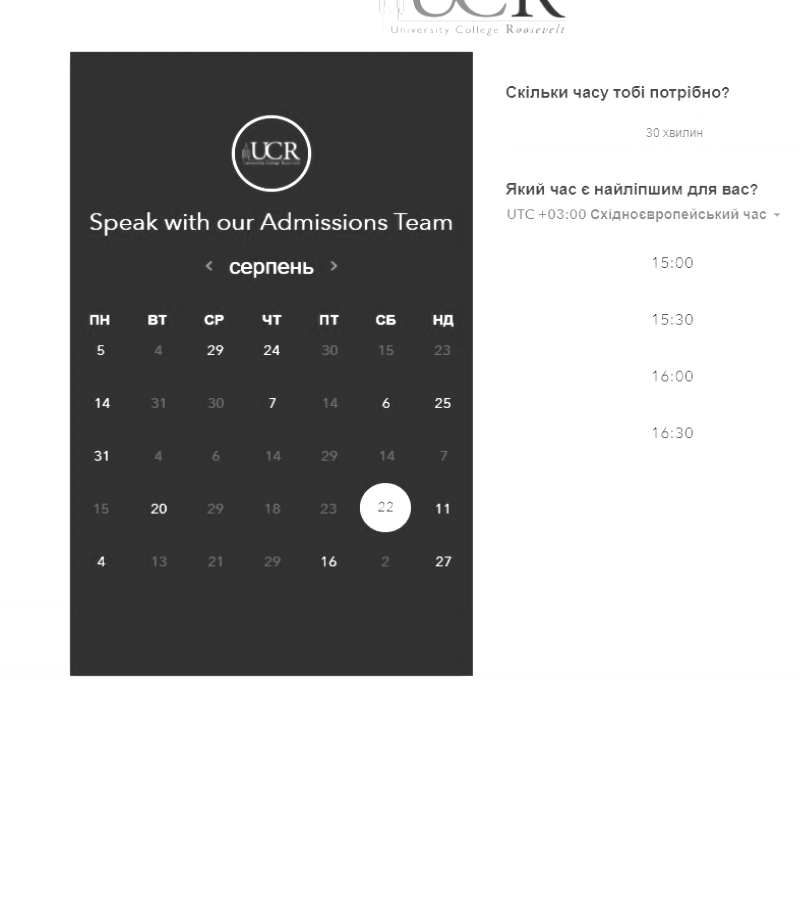 UCR
University College Roosevelt
UCR
Speak with our Admissions Team
серпень
ПН ВТ СР ЧТ ПТ СБ НД
5 4 29 24 30 15 23
14 31 30 7 14 6 25
31 4 6 14 29 14 7
15 20 29 18 23 22 11
4 13 21 29 16 2 27
Скільки часу тобі потрібно?
30 хвилин
Який час є найліпшим для вас?
UTC +03:00 Східноєвропейський час
15:00
15:30
16:00
16:30